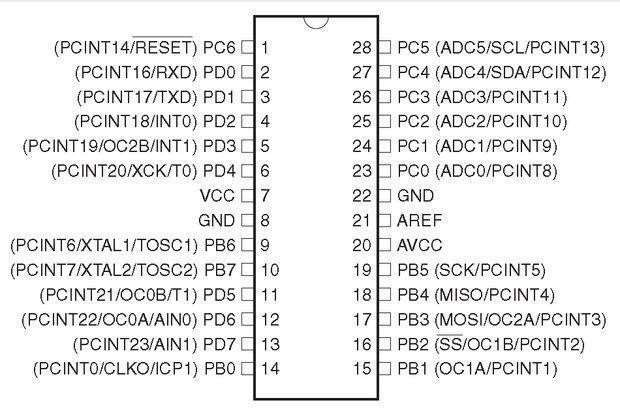 (PCINT14/RESET) PC6 1 28 PC5 (ADC5/SCL/PCINT13)
(PCINT16/RXD) PD0 2 27 PC4 (ADC4/SDA/PCINT12)
(PCINT17/TXD) PD1 3 26 PC3 (ADC3/PCINT11)
(PCINT18/INT0) PD2 4 25 PC2 (ADC2/PCINT10)
(PCINT19/OC2B/INT1) PD3 5 24 PC1 (ADC1/PCINT9)
(PCINT20/XCK/T0) PD4 6 23 PC0 (ADC0/PCINT8)
VCC 7 22 GND
GND 8 21 AREF
(PCINT6/XTAL1/TOSC1) PB6 9 20 AVCC
(PCINT7/XTAL2/TOSC2) PB7 10 19 PB5 (SCK/PCINT5)
(PCINT21/OC0B/T1) PD5 11 18 PB4 (MISO/PCINT4)
(PCINT22/OC0A/AIN0) PD6 12 17 PB3 (MOSI/OC2A/PCINT3)
(PCINT23/AIN1) PD7 13 16 PB2 (SS/OC1B/PCINT2)
(PCINT0/CLKO/ICP1) PB0 14 15 PB1 (OC1A/PCINT1)